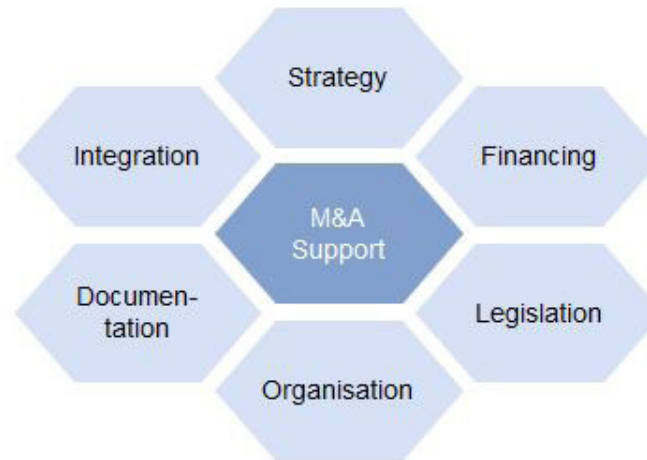 Strategy
Integration
Financing
M&A
Support
Documen-
tation
Legislation
Organisation